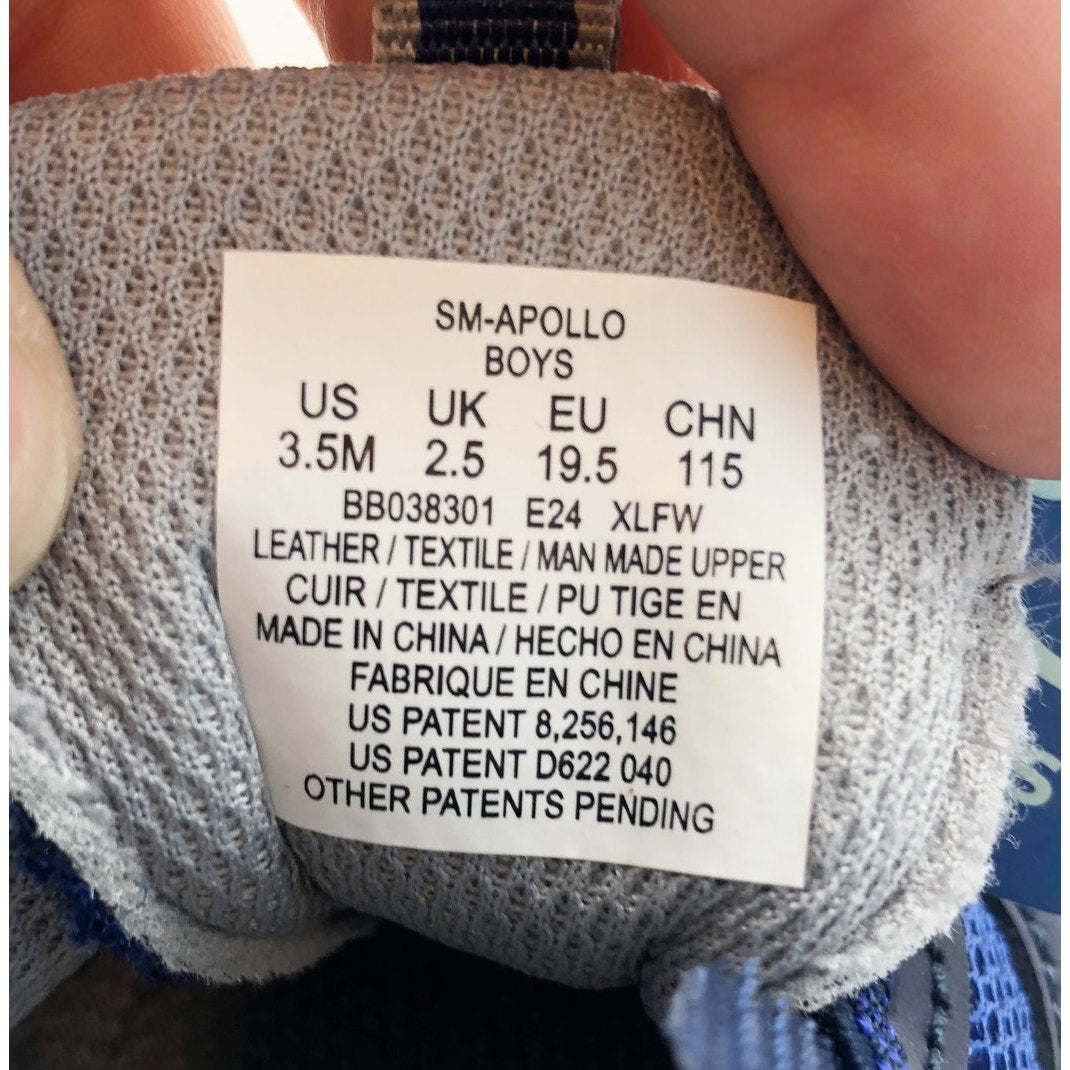 SM-APOLLO
BOYS
US UK EU CHN
3.5M 2.5 19.5 115
BB038301 E24 XLFW
LEATHER / TEXTILE / MAN MADE UPPER
CUIR / TEXTILE / PU TIGE EN
MADE IN CHINA / HECHO EN CHINA
FABRIQUE EN CHINE
US PATENT 8,256,146
US PATENT D622 040
OTHER PATENTS PENDING